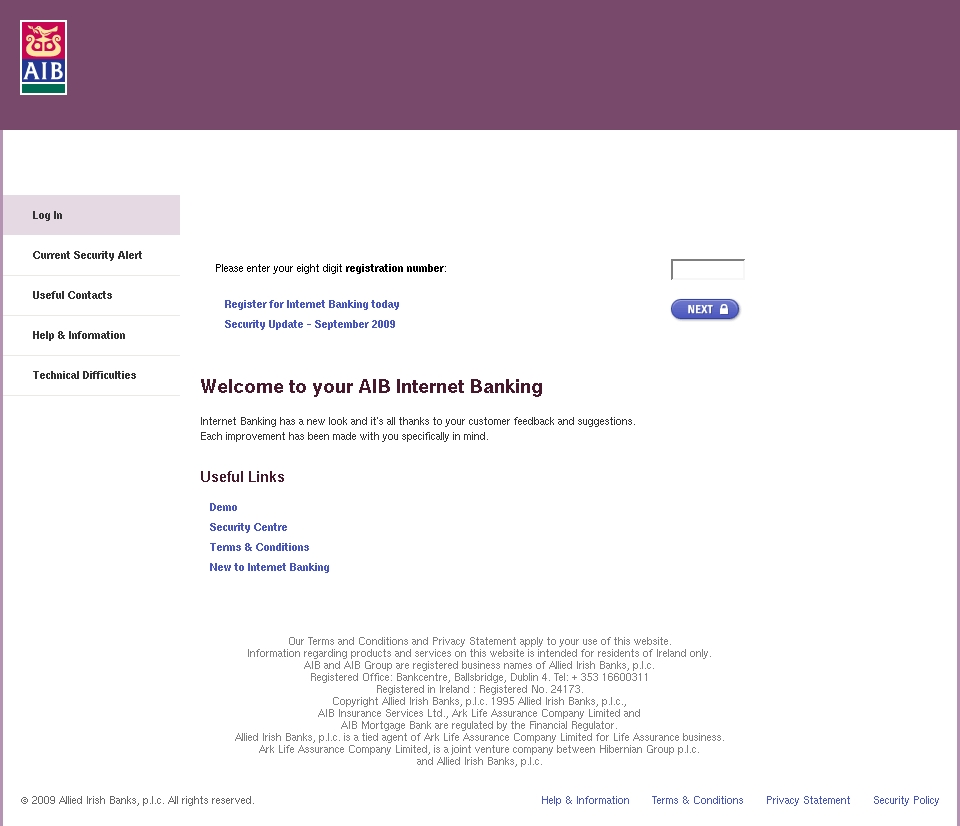 AIB
Log In
Current Security Alert
Useful Contacts
Help & Information
Technical Difficulties
Please enter your eight digit registration number:
Register for Internet Banking today
NEXT
Security Update - September 2009
Welcome to your AIB Internet Banking
Internet Banking has a new look and it's all thanks to your customer feedback and suggestions.
Each improvement has been made with you specifically in mind.
Useful Links
Demo
Security Centre
Terms & Conditions
New to Internet Banking
Our Terms and Conditions and Privacy Statement apply to your use of this website.
Information regarding products and services on this website is intended for residents of Ireland only.
AIB and AIB Group are registered business names of Allied Irish Banks, p.l.c.
Registered Office: Bankcentre, Ballsbridge, Dublin 4. Tel: + 353 16600311
Registered in Ireland : Registered No. 24173.
Copyright Allied Irish Banks, p.l.c. 1995 Allied Irish Banks, p.l.c.,
AIB Insurance Services Ltd., Ark Life Assurance Company Limited and
AIB Mortgage Bank are regulated by the Financial Regulator.
Allied Irish Banks, p.l.c. is a tied agent of Ark Life Assurance Company Limited for Life Assurance business.
Ark Life Assurance Company Limited, is a joint venture company between Hibernian Group p.l.c.
and Allied Irish Banks, p.l.c.
© 2009 Allied Irish Banks, p.l.c. All rights reserved.
Help & Information Terms & Conditions Privacy Statement Security Policy